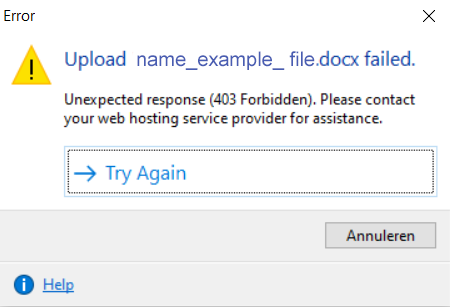 Error
Upload name_example_ file.docx failed.
Unexpected response (403 Forbidden). Please contact
your web hosting service provider for assistance.
Try Again
Annuleren
Help